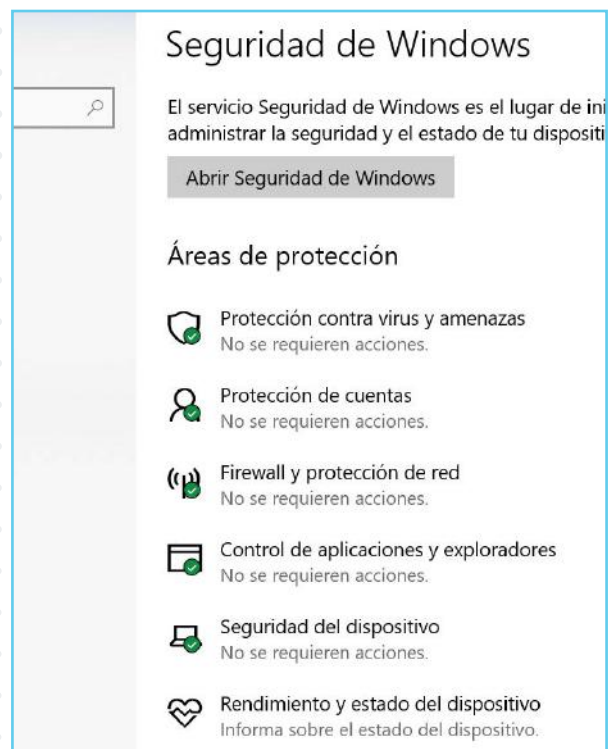 Seguridad de Windows
El servicio Seguridad de Windows es el lugar de
administrar la seguridad y el estado de tu
Abrir Seguridad de Windows
Áreas de protección
Protección contra virus y amenazas
No se requieren acciones.
Protección de cuentas
No se requieren acciones.
Firewall y protección de red
No se requieren acciones.
Control de aplicaciones y exploradores
No se requieren acciones.
Seguridad del dispositivo
No se requieren acciones.
Rendimiento y estado del dispositivo
Informa sobre el estado del dispositivo.